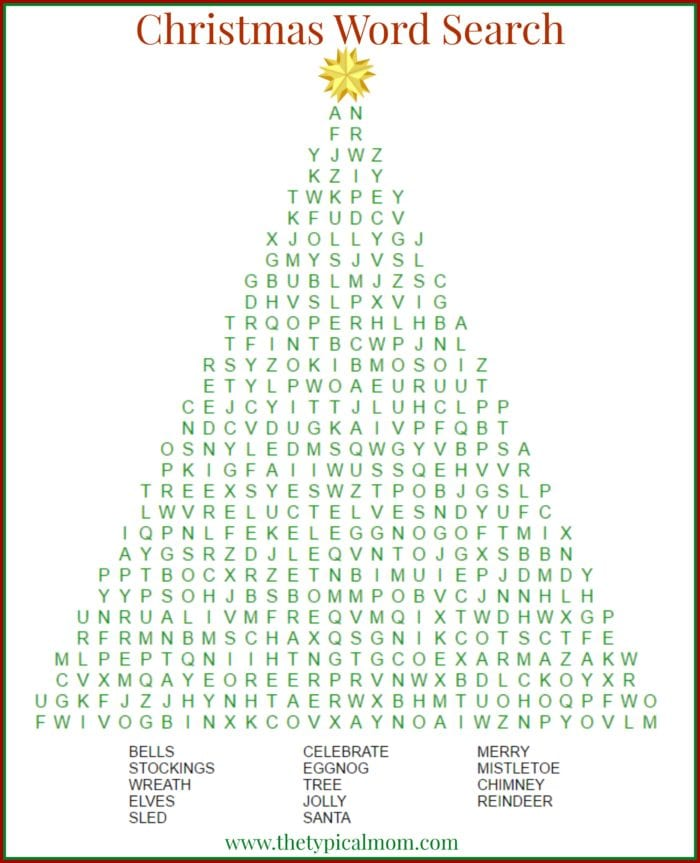 Christmas Word Search
A N
F R
Y J W Z
K Z I Y
T W K P E Y
K F U D C V
X J O L L Y G J
G M Y S J V S L
G B U B L M J Z S C
D H V S L P X V I G
T R Q O P E R H L H B A
T F I N T B C W P J N L
R S Y Z O K I B M O S O I Z
E T Y L P W O A E U R U U T
C E J C Y I T T J L U H C L P P
N D C V D U G K A I V P F Q B T
O S N Y L E D M S Q W G Y V B P S A
P K I G F A I I W U S S Q E H V V R
T R E E X S Y E S W Z T P O B J G S L P
L W V R E L U C T E L V E S N D Y U F C
I Q P N L F E K E L E G G N O G O F T M I X
A Y G S R Z D J L E Q V N T O J G X S B B N
P P T B O C X R Z E T N B I M U I E P J D M D Y
Y Y P S O H J B S B O M M P O B V C J N N H L H
U N R U A L I V M F R E Q V M Q I X T W D H W X G P
R F R M N B M S C H A X Q S G N I K C O T S C T F E
M L P E P T Q N I I H T N G T G C O E X A R M A Z A K W
C V X M Q A Y E O R E E R P R V N W X B D L C K O Y X R
U G K F J Z J H Y N H T A E R W X B H M T U O H O Q P F W O
F W I V O G B I N X K C O V X A Y N O A I W Z N P Y O V L M
BELLS CELEBRATE MERRY
STOCKINGS EGGNOG MISTLETOE
WREATH TREE CHIMNEY
ELVES JOLLY REINDEER
SLED SANTA
www.thetypicalmom.com